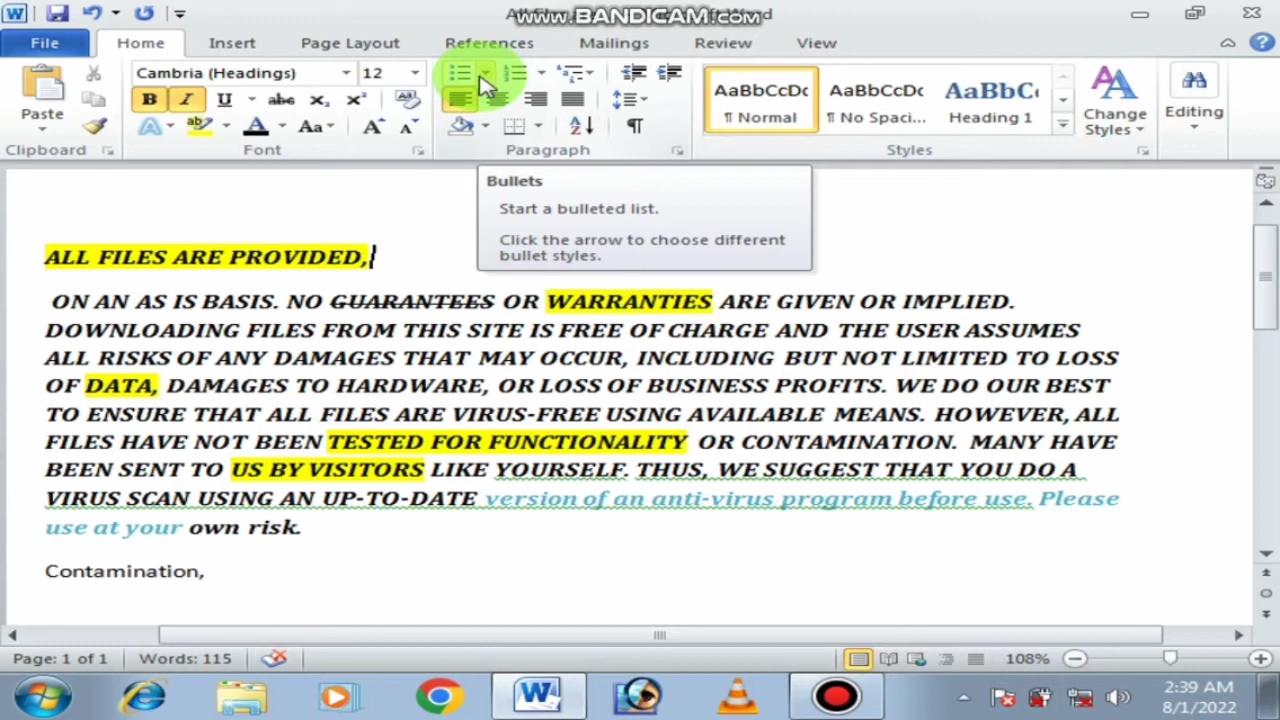 www.BANDICAM.com
File Home Insert Page Layout References Mailings Review View
Cambria (Headings) 12
Paste
B I U abc x₂ x² Aa A A
AaBbCcDc AaBbCcDc AaBbC
¶ Normal ¶ No Spaci... Heading 1
Change Styles
Editing
Clipboard Font Paragraph Styles
Bullets
Start a bulleted list.
Click the arrow to choose different
bullet styles.
ALL FILES ARE PROVIDED,
ON AN AS IS BASIS. NO GUARANTEES OR WARRANTIES ARE GIVEN OR IMPLIED.
DOWNLOADING FILES FROM THIS SITE IS FREE OF CHARGE AND THE USER ASSUMES
ALL RISKS OF ANY DAMAGES THAT MAY OCCUR, INCLUDING BUT NOT LIMITED TO LOSS
OF DATA, DAMAGES TO HARDWARE, OR LOSS OF BUSINESS PROFITS. WE DO OUR BEST
TO ENSURE THAT ALL FILES ARE VIRUS-FREE USING AVAILABLE MEANS. HOWEVER, ALL
FILES HAVE NOT BEEN TESTED FOR FUNCTIONALITY OR CONTAMINATION. MANY HAVE
BEEN SENT TO US BY VISITORS LIKE YOURSELF. THUS, WE SUGGEST THAT YOU DO A
VIRUS SCAN USING AN UP-TO-DATE version of an anti-virus program before use. Please
use at your own risk.
Contamination,
Page: 1 of 1 Words: 115 108%
2:39 AM
8/1/2022